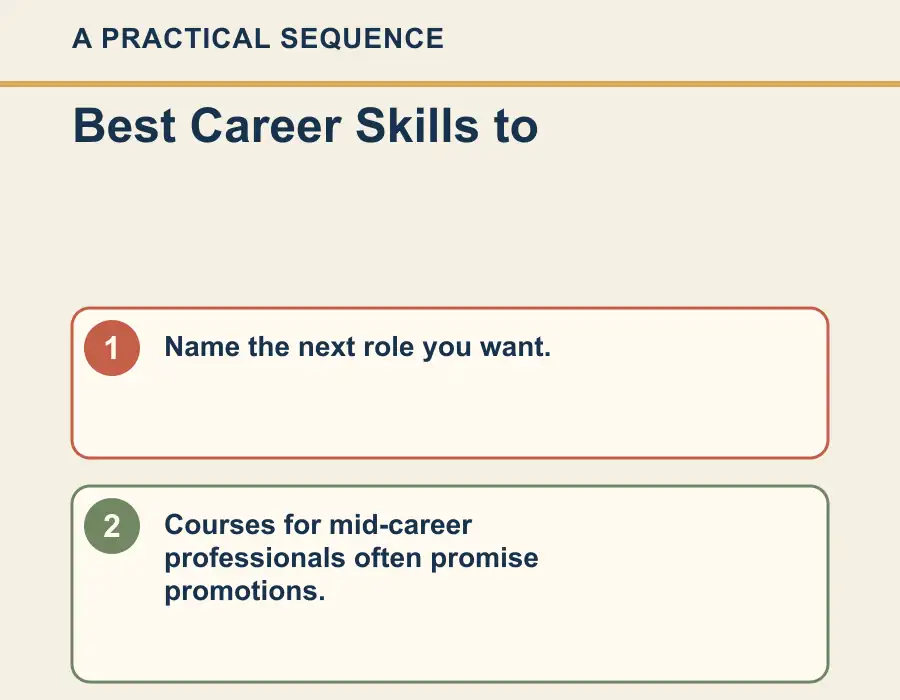 A PRACTICAL SEQUENCE
Best Career Skills to
1
Name the next role you want.
2
Courses for mid-career
professionals often promise
promotions.